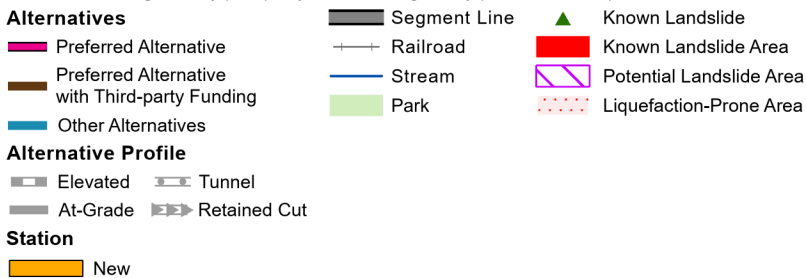 Alternatives
Preferred Alternative
Preferred Alternative
with Third-party Funding
Other Alternatives
Alternative Profile
Elevated
Tunnel
At-Grade
Retained Cut
Station
New
Segment Line
Railroad
Stream
Park
Known Landslide
Known Landslide Area
Potential Landslide Area
Liquefaction-Prone Area